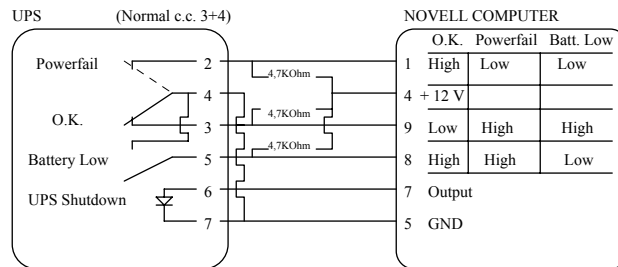 UPS (Normal c.c. 3+4) NOVELL COMPUTER
O.K. Powerfail Batt. Low
Powerfail 2 4,7KOhm 1 High Low Low
4 4 + 12 V
O.K. 3 4,7KOhm 9 Low High High
Battery Low 5 4,7KOhm 8 High High Low
UPS Shutdown 6 7 Output
7 5 GND